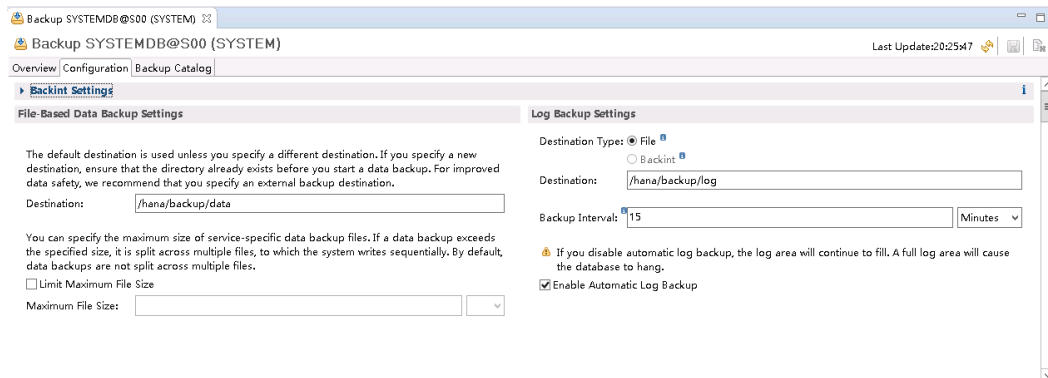 Backup SYSTEMDB@S00 (SYSTEM)
Backup SYSTEMDB@S00 (SYSTEM)
Last Update:20:25:47
Overview Configuration Backup Catalog
Backint Settings
File-Based Data Backup Settings
The default destination is used unless you specify a different destination. If you specify a new
destination, ensure that the directory already exists before you start a data backup. For improved
data safety, we recommend that you specify an external backup destination.
Destination: /hana/backup/data
You can specify the maximum size of service-specific data backup files. If a data backup exceeds
the specified size, it is split across multiple files, to which the system writes sequentially. By default,
data backups are not split across multiple files.
Limit Maximum File Size
Maximum File Size:
Log Backup Settings
Destination Type: File
Backint
Destination: /hana/backup/log
Backup Interval: 15 Minutes
If you disable automatic log backup, the log area will continue to fill. A full log area will cause
the database to hang.
Enable Automatic Log Backup